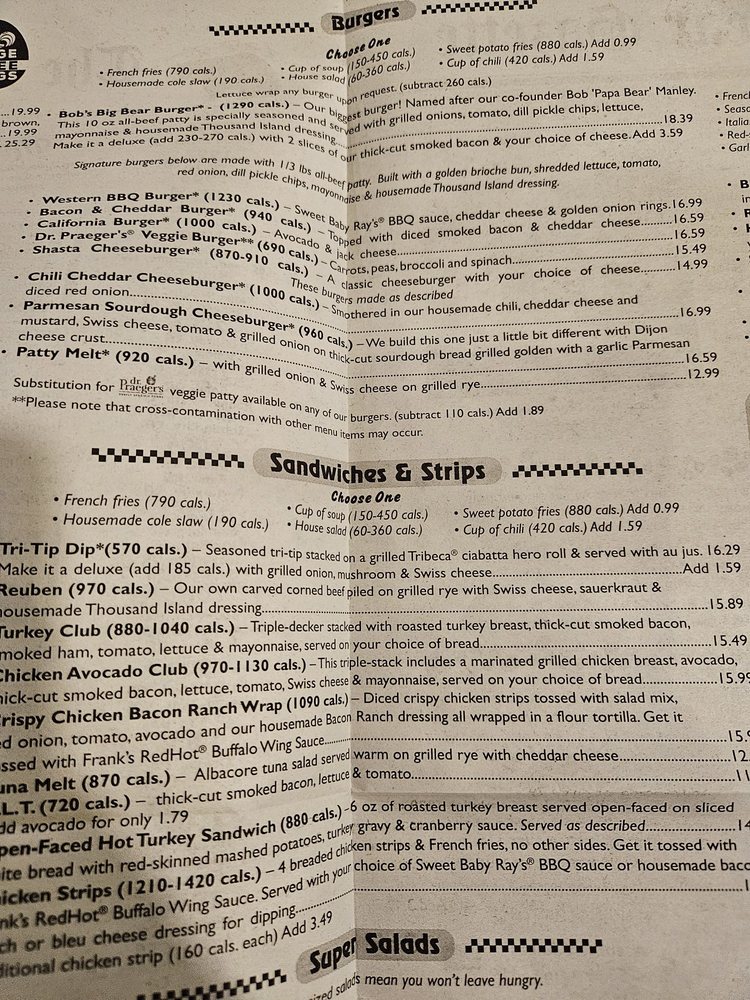 Burgers
Choose One
• French fries (790 cals.)
• Housemade cole slaw (190 cals.)
• Cup of soup (150-450 cals.)
• House salad (60-360 cals.)
• Sweet potato fries (880 cals.) Add 0.99
• Cup of chili (420 cals.) Add 1.59
Lettuce wrap any burger upon request. (subtract 260 cals.)
• Bob's Big Bear Burger* - (1290 cals.) – Our biggest burger! Named after our co-founder Bob 'Papa Bear' Manley.
This 10 oz all-beef patty is specially seasoned and served with grilled onions, tomato, dill pickle chips, lettuce,
mayonnaise & housemade Thousand Island dressing....18.39
Make it a deluxe (add 230-270 cals.) with 2 slices of our thick-cut smoked bacon & your choice of cheese. Add 3.59
Signature burgers below are made with 1/3 lbs all-beef patty. Built with a golden brioche bun, shredded lettuce, tomato,
red onion, dill pickle chips, mayonnaise & housemade Thousand Island dressing.
• Western BBQ Burger* (1230 cals.) – Sweet Baby Ray's® BBQ sauce, cheddar cheese & golden onion rings. 16.99
• Bacon & Cheddar Burger* (940 cals.) – Topped with diced smoked bacon & cheddar cheese......16.59
• California Burger* (1000 cals.) – Avocado & Jack cheese......16.59
• Dr. Praeger's® Veggie Burger** (690 cals.) – Carrots, peas, broccoli and spinach......15.49
• Shasta Cheeseburger* (870-910 cals.) – A classic cheeseburger with your choice of cheese......14.99
These burgers made as described
• Chili Cheddar Cheeseburger* (1000 cals.) – Smothered in our housemade chili, cheddar cheese and
diced red onion......16.99
• Parmesan Sourdough Cheeseburger* (960 cals.) – We build this one just a little bit different with Dijon
mustard, Swiss cheese, tomato & grilled onion on thick-cut sourdough bread grilled golden with a garlic Parmesan
cheese crust......16.59
• Patty Melt* (920 cals.) – with grilled onion & Swiss cheese on grilled rye......12.99
Substitution for dr. Praegers veggie patty available on any of our burgers. (subtract 110 cals.) Add 1.89
**Please note that cross-contamination with other menu items may occur.
Sandwiches & Strips
Choose One
• French fries (790 cals.)
• Housemade cole slaw (190 cals.)
• Cup of soup (150-450 cals.)
• House salad (60-360 cals.)
• Sweet potato fries (880 cals.) Add 0.99
• Cup of chili (420 cals.) Add 1.59
Tri-Tip Dip*(570 cals.) – Seasoned tri-tip stacked on a grilled Tribeca® ciabatta hero roll & served with au jus. 16.29
Make it a deluxe (add 185 cals.) with grilled onion, mushroom & Swiss cheese......Add 1.59
Reuben (970 cals.) – Our own carved corned beef piled on grilled rye with Swiss cheese, sauerkraut &
housemade Thousand Island dressing......15.89
Turkey Club (880-1040 cals.) – Triple-decker stacked with roasted turkey breast, thick-cut smoked bacon,
smoked ham, tomato, lettuce & mayonnaise, served on your choice of bread......15.49
Chicken Avocado Club (970-1130 cals.) – This triple-stack includes a marinated grilled chicken breast, avocado,
hick-cut smoked bacon, lettuce, tomato, Swiss cheese & mayonnaise, served on your choice of bread......15.99
Crispy Chicken Bacon Ranch Wrap (1090 cals.) – Diced crispy chicken strips tossed with salad mix,
ed onion, tomato, avocado and our housemade Bacon Ranch dressing all wrapped in a flour tortilla. Get it
ossed with Frank's RedHot® Buffalo Wing Sauce......15.
una Melt (870 cals.) – Albacore tuna salad served warm on grilled rye with cheddar cheese......12.
.L.T. (720 cals.) – thick-cut smoked bacon, lettuce & tomato......11
dd avocado for only 1.79
pen-Faced Hot Turkey Sandwich (880 cals.) -6 oz of roasted turkey breast served open-faced on sliced
ite bread with red-skinned mashed potatoes, turkey gravy & cranberry sauce. Served as described......14
icken Strips (1210-1420 cals.) – 4 breaded chicken strips & French fries, no other sides. Get it tossed with
nk's RedHot® Buffalo Wing Sauce. Served with your choice of Sweet Baby Ray's® BBQ sauce or housemade bac
ch or bleu cheese dressing for dipping......1
ditional chicken strip (160 cals. each) Add 3.49
Super Salads
ized salads mean you won't leave hungry.
...19.99
brown,
..19.99
25.29